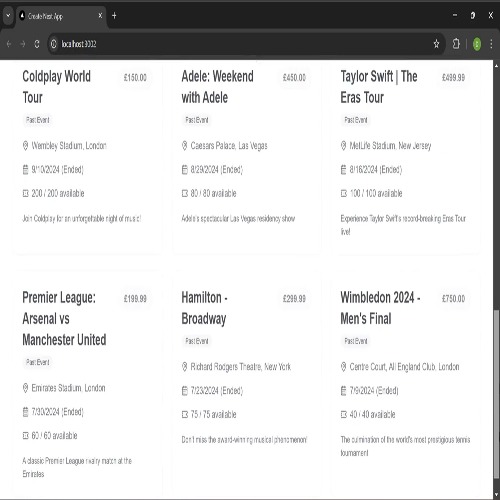 Create Next App
localhost:3002
Coldplay World
Tour
£150.00
Past Event
Wembley Stadium, London
9/10/2024 (Ended)
200 / 200 available
Join Coldplay for an unforgettable night of music!
Adele: Weekend
with Adele
£450.00
Past Event
Caesars Palace, Las Vegas
8/29/2024 (Ended)
80 / 80 available
Adele's spectacular Las Vegas residency show
Taylor Swift | The
Eras Tour
£499.99
Past Event
MetLife Stadium, New Jersey
8/16/2024 (Ended)
100 / 100 available
Experience Taylor Swift's record-breaking Eras Tour
live!
Premier League:
Arsenal vs
Manchester United
£199.99
Past Event
Emirates Stadium, London
7/30/2024 (Ended)
60 / 60 available
A classic Premier League rivalry match at the
Emirates
Hamilton -
Broadway
£299.99
Past Event
Richard Rodgers Theatre, New York
7/23/2024 (Ended)
75 / 75 available
Don't miss the award-winning musical phenomenon!
Wimbledon 2024 -
Men's Final
£750.00
Past Event
Centre Court, All England Club, London
7/9/2024 (Ended)
40 / 40 available
The culmination of the world's most prestigious tennis
tournament!